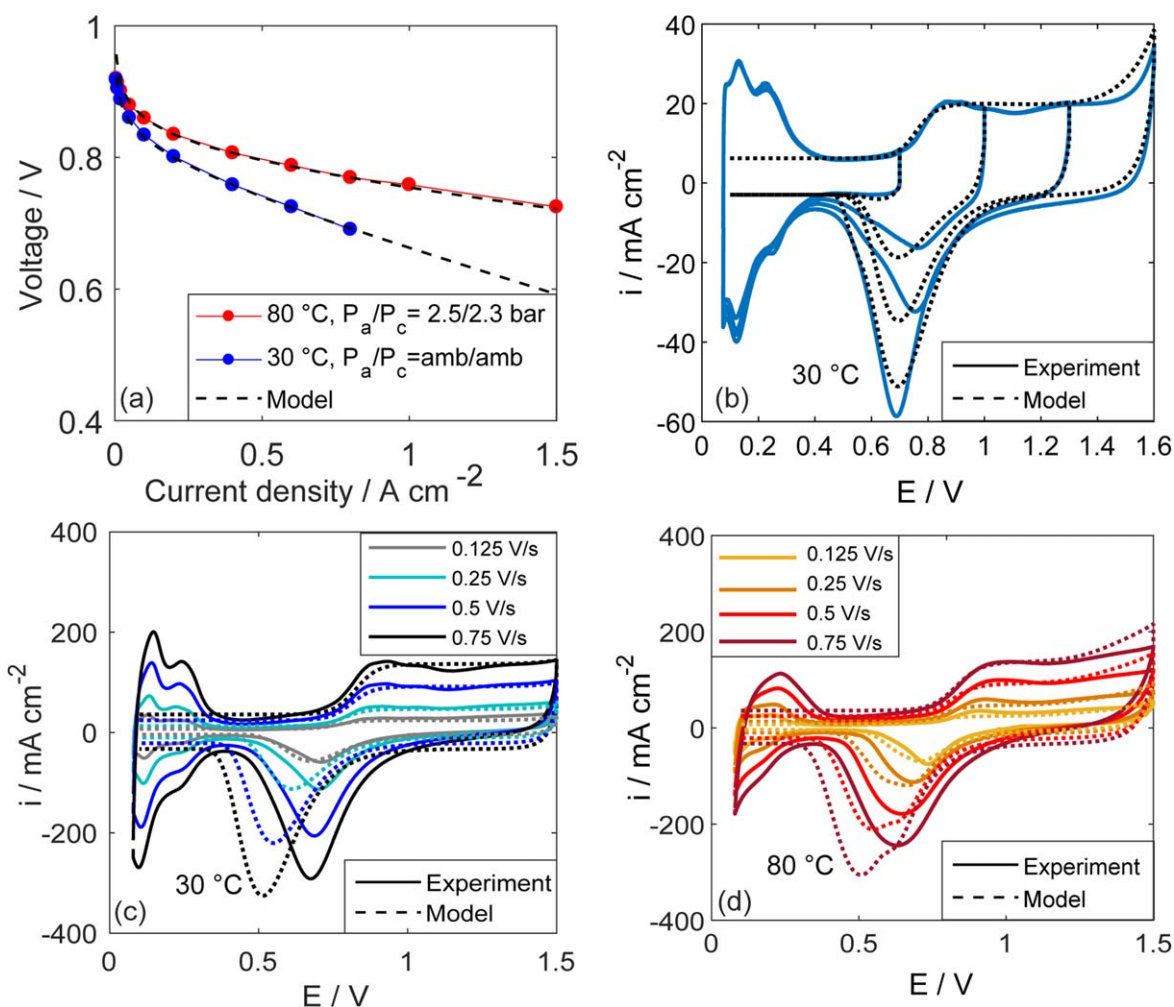 1
0.8
0.6
0.4
Voltage / V
80 °C, P_a/P_c= 2.5/2.3 bar
30 °C, P_a/P_c=amb/amb
Model
(a)
0 0.5 1 1.5
Current density / A cm^-2
40
20
0
-20
-40
-60
i / mA cm^-2
30 °C
(b)
Experiment
Model
0 0.2 0.4 0.6 0.8 1 1.2 1.4 1.6
E / V
400
200
0
-200
-400
i / mA cm^-2
0.125 V/s
0.25 V/s
0.5 V/s
0.75 V/s
30 °C
(c)
Experiment
Model
0 0.5 1 1.5
E / V
400
200
0
-200
-400
i / mA cm^-2
0.125 V/s
0.25 V/s
0.5 V/s
0.75 V/s
80 °C
(d)
Experiment
Model
0 0.5 1 1.5
E / V